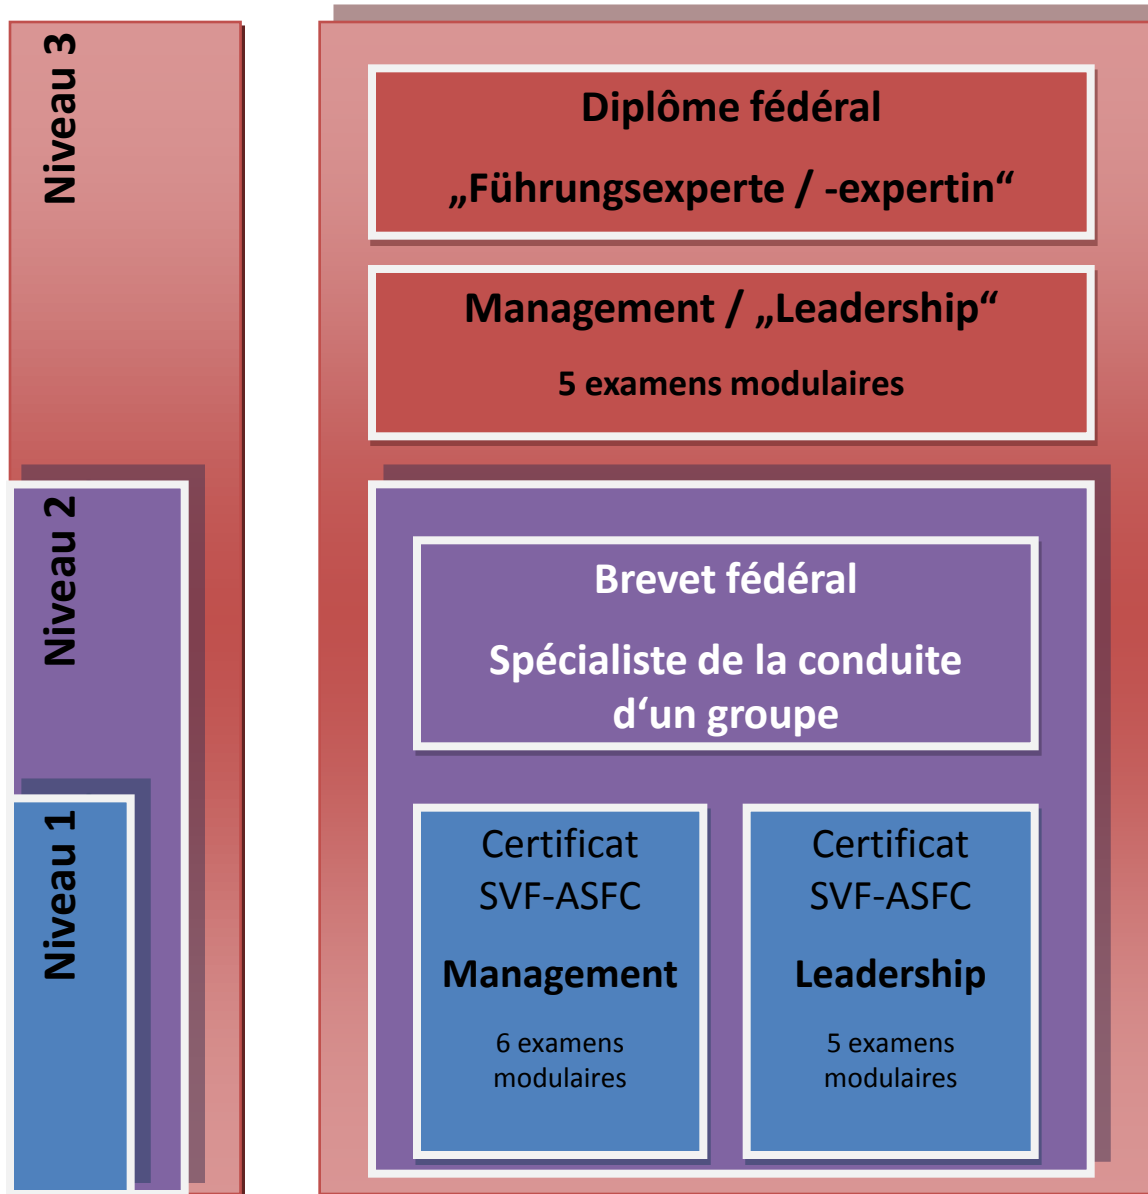 Niveau 3
Diplôme fédéral
„Führungsexperte / -expertin“
Management / „Leadership“
5 examens modulaires
Niveau 2
Brevet fédéral
Spécialiste de la conduite
d‘un groupe
Niveau 1
Certificat
SVF-ASFC
Management
6 examens
modulaires
Certificat
SVF-ASFC
Leadership
5 examens
modulaires